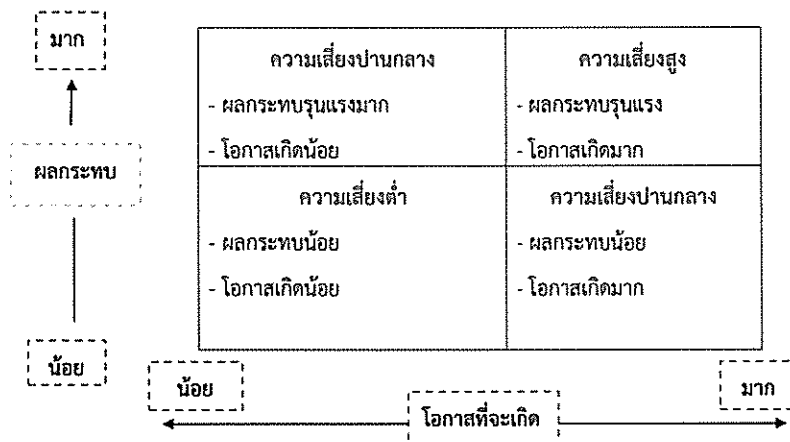 มาก
ผลกระทบ
น้อย
ความเสี่ยงปานกลาง
- ผลกระทบรุนแรงมาก
- โอกาสเกิดน้อย
ความเสี่ยงสูง
- ผลกระทบรุนแรง
- โอกาสเกิดมาก
ความเสี่ยงต่ำ
- ผลกระทบน้อย
- โอกาสเกิดน้อย
ความเสี่ยงปานกลาง
- ผลกระทบน้อย
- โอกาสเกิดมาก
น้อย
โอกาสที่จะเกิด
มาก